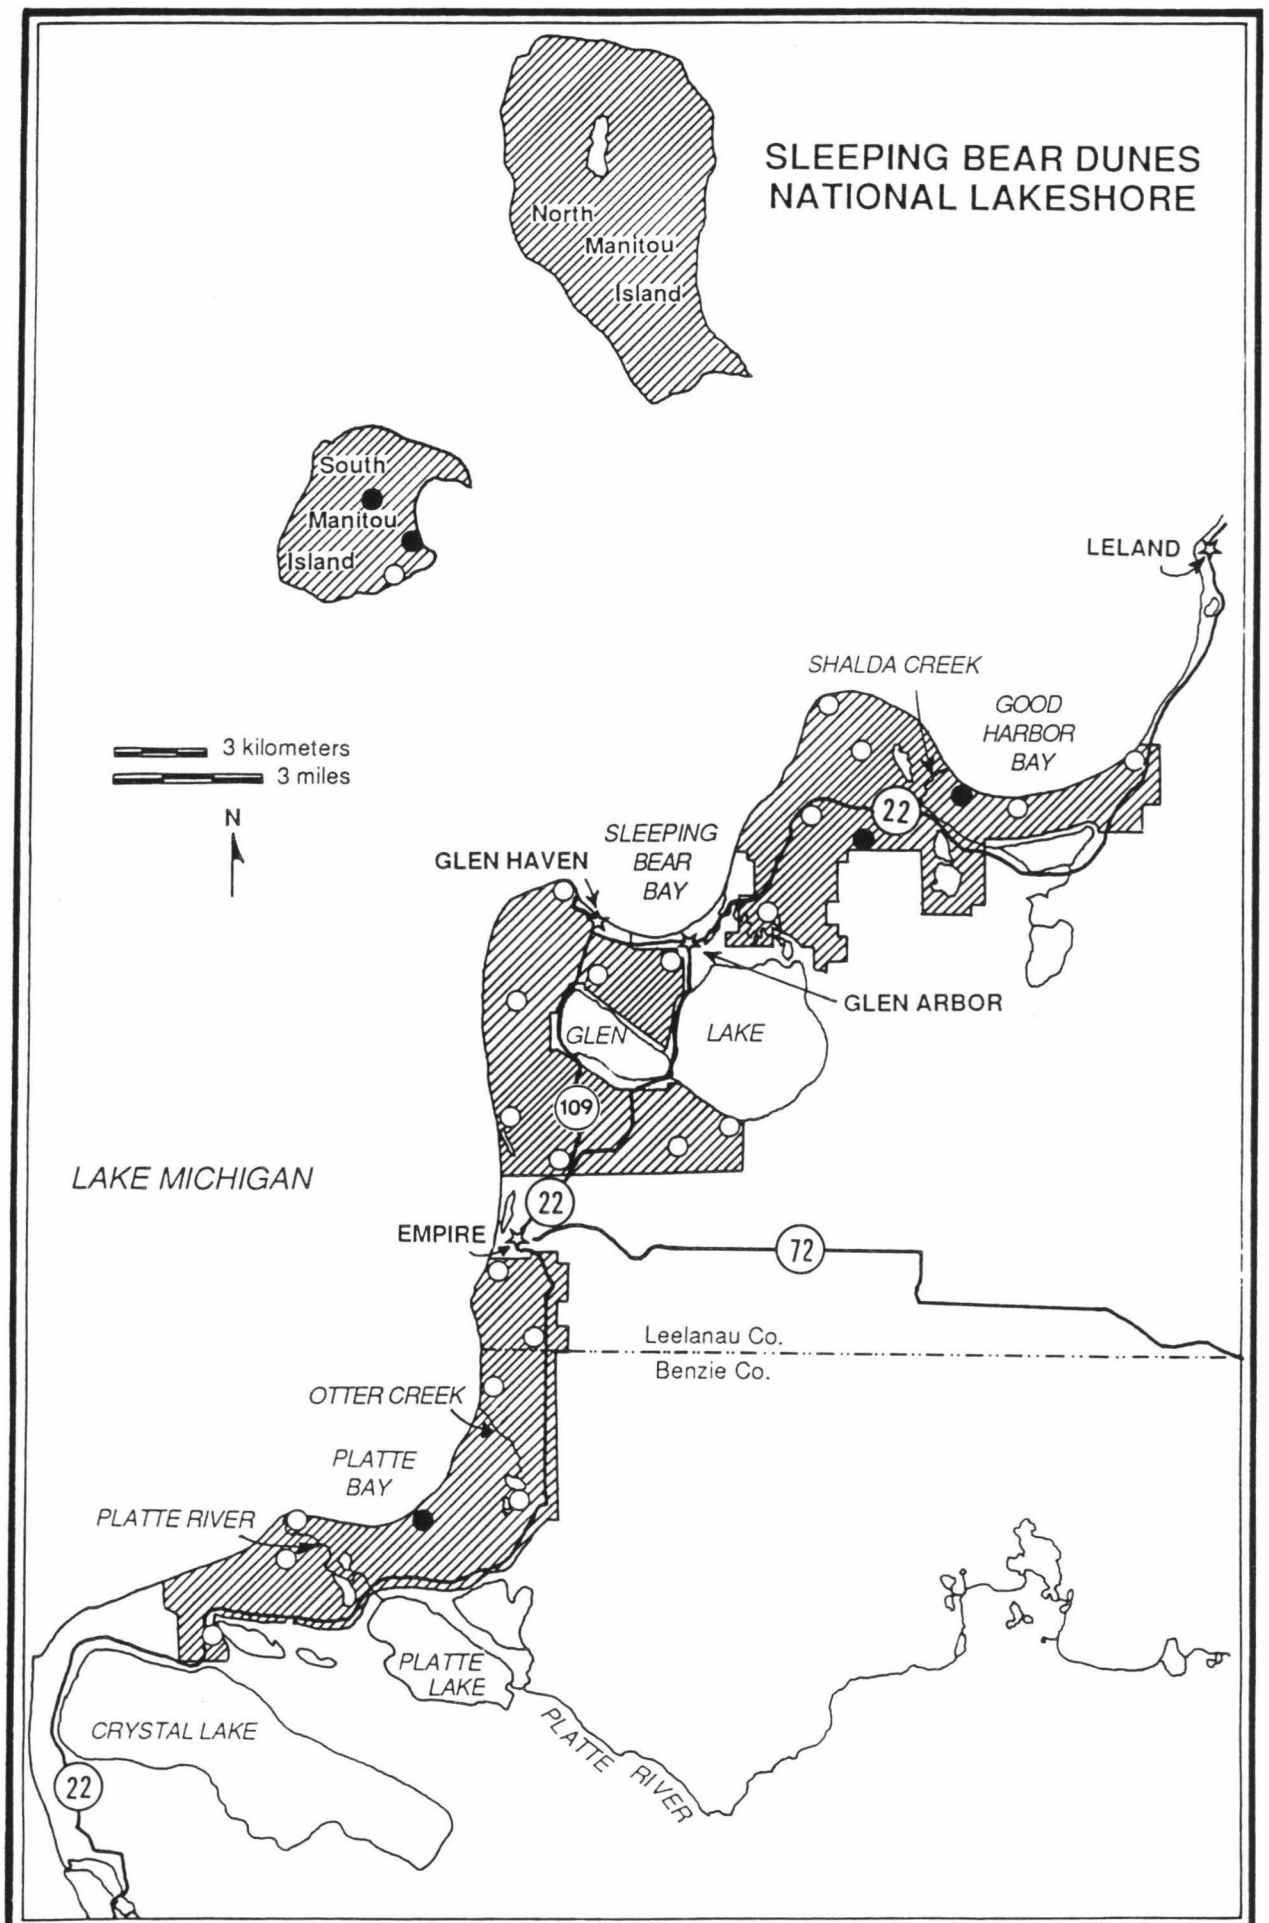 SLEEPING BEAR DUNES
NATIONAL LAKESHORE
North
Manitou
Island
South
Manitou
Island
LELAND
SHALDA CREEK
GOOD
HARBOR
BAY
3 kilometers
3 miles
N
22
SLEEPING
BEAR
BAY
GLEN HAVEN
GLEN ARBOR
GLEN
LAKE
109
LAKE MICHIGAN
22
EMPIRE
72
Leelanau Co.
Benzie Co.
OTTER CREEK
PLATTE
BAY
PLATTE RIVER
PLATTE
LAKE
CRYSTAL LAKE
PLATTE RIVER
22